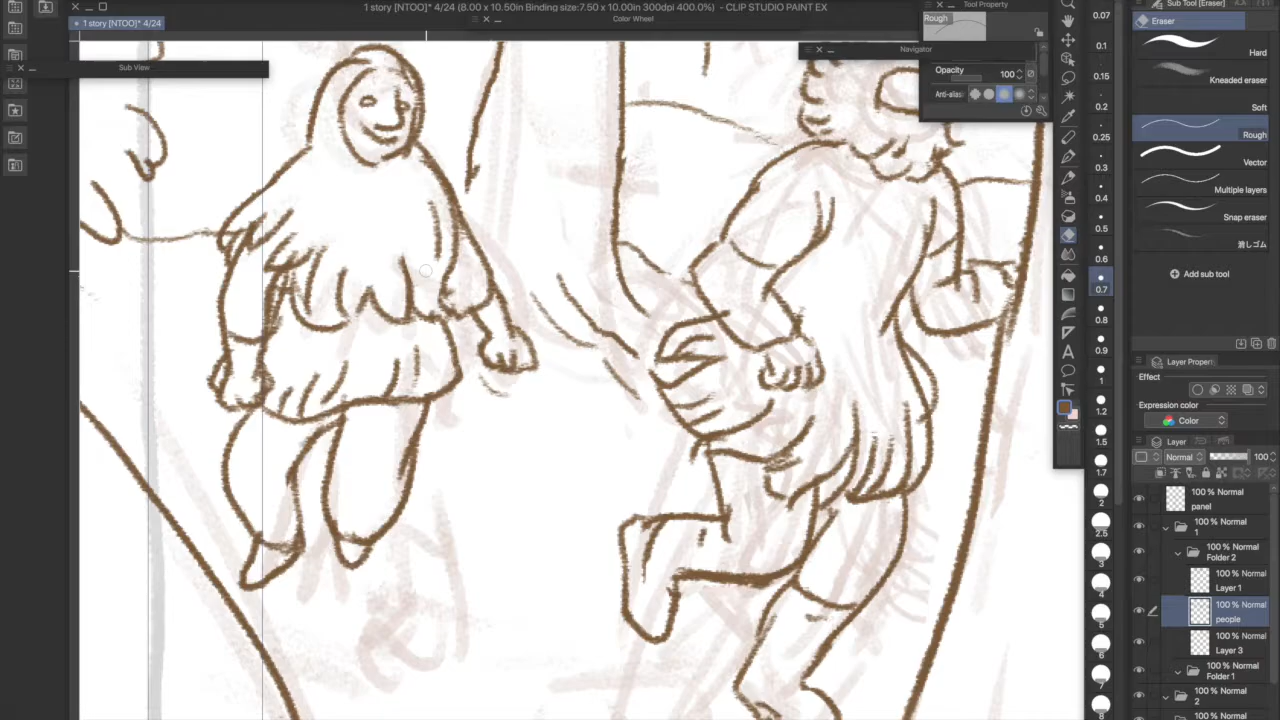 1 story [NTOO]* 4/24 (8.00 x 10.50in Binding size:7.50 x 10.00in 300dpi 400.0%) - CLIP STUDIO PAINT EX
1 story [NTOO]* 4/24
Color Wheel
Sub View
Tool Property
Rough
Navigator
Opacity 100
Anti-alias
Sub Tool [Eraser]
Eraser
Hard
Kneaded eraser
Soft
Rough
Vector
Multiple layers
Snap eraser
消しゴム
Add sub tool
0.07
0.1
0.15
0.2
0.25
0.3
0.4
0.5
0.6
0.7
0.8
0.9
1
1.2
1.5
1.7
2
2.5
3
4
5
6
7
8
A
Layer Proper
Effect
Expression color
Color
Layer
Normal 100
100 % Normal
panel
100 % Normal
1
100 % Normal
Folder 2
100 % Normal
Layer 1
100 % Normal
people
100 % Normal
Layer 3
100 % Normal
Folder 1
100 % Normal
2
100 % Normal